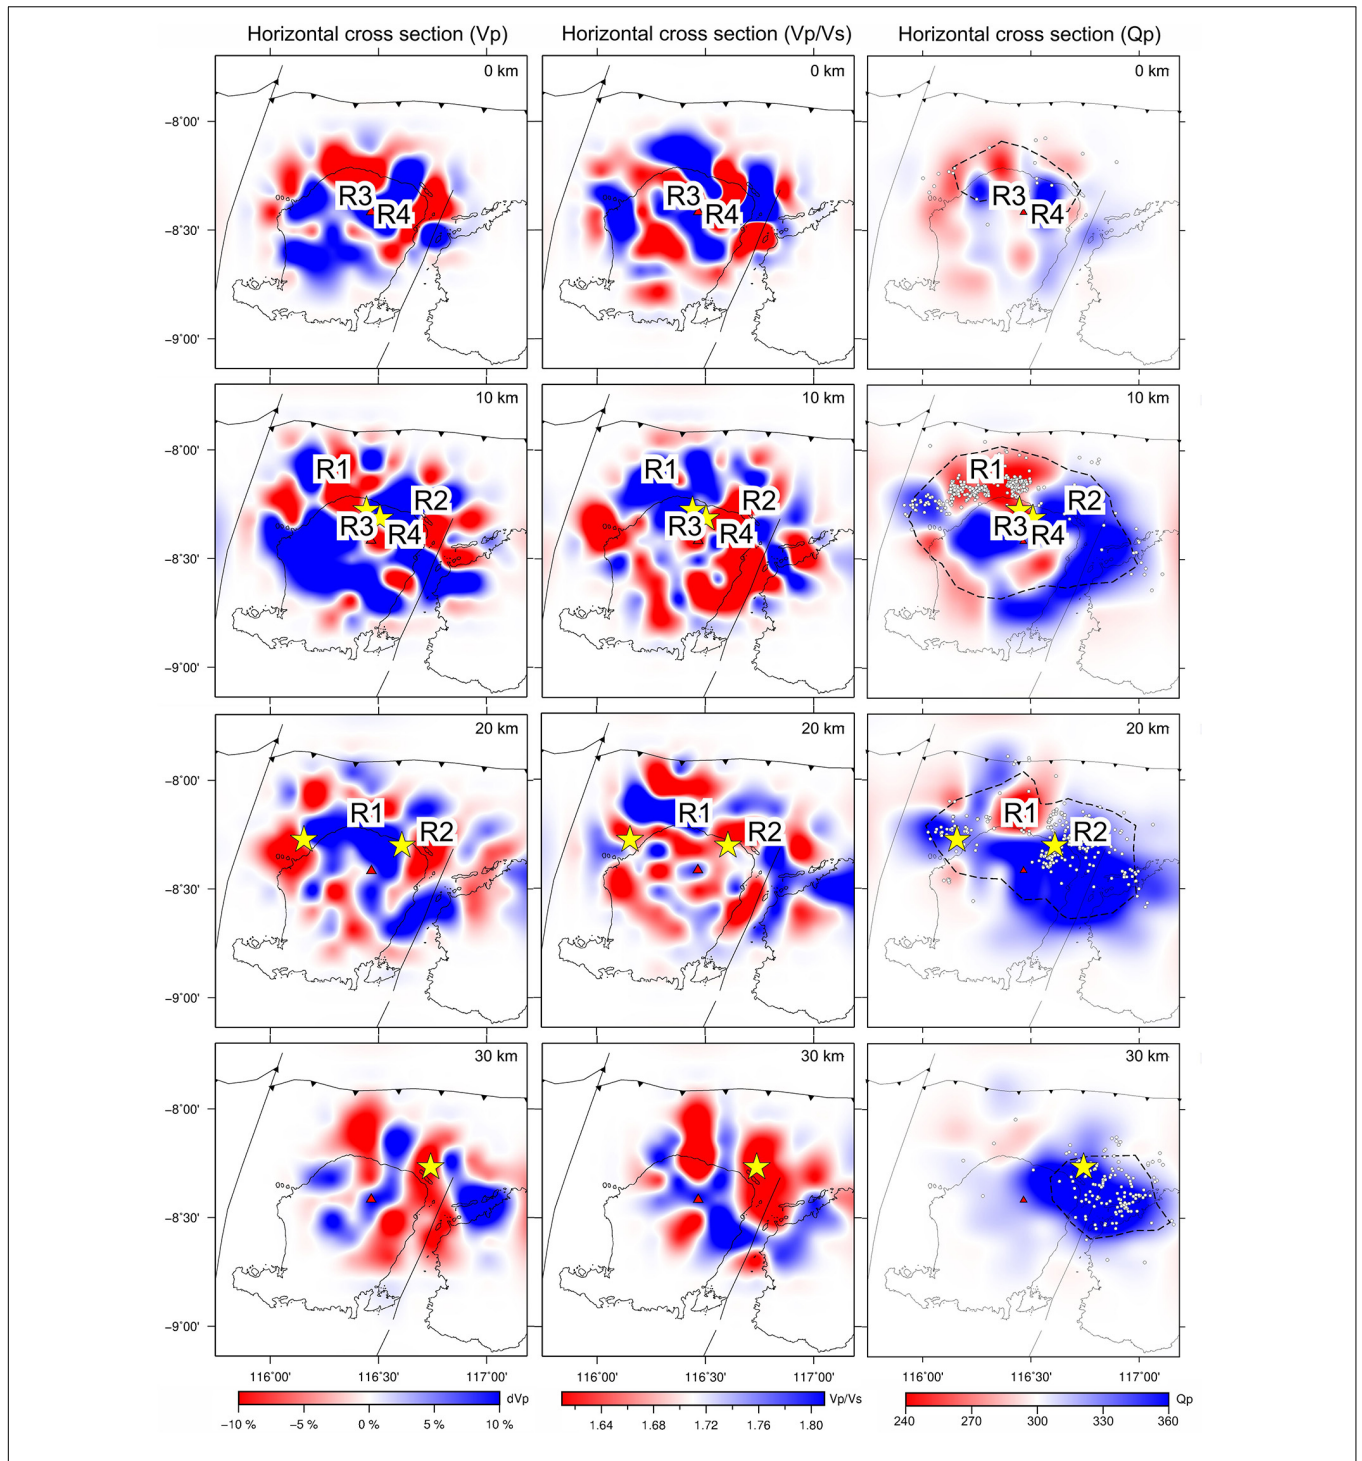 Horizontal cross section (Vp)
Horizontal cross section (Vp/Vs)
Horizontal cross section (Qp)
0 km
0 km
0 km
−8°00'
R3
R3
R3
R4
R4
R4
−8°30'
−9°00'
10 km
10 km
10 km
−8°00'
R1
R1
R1
R2
R2
R2
R3
R3
R3
R4
R4
R4
−8°30'
−9°00'
20 km
20 km
20 km
−8°00'
R1
R1
R1
R2
R2
R2
−8°30'
−9°00'
30 km
30 km
30 km
−8°00'
−8°30'
−9°00'
116°00' 116°30' 117°00'
116°00' 116°30' 117°00'
116°00' 116°30' 117°00'
dVp
−10 % −5 % 0 % 5 % 10 %
Vp/Vs
1.64 1.68 1.72 1.76 1.80
Qp
240 270 300 330 360